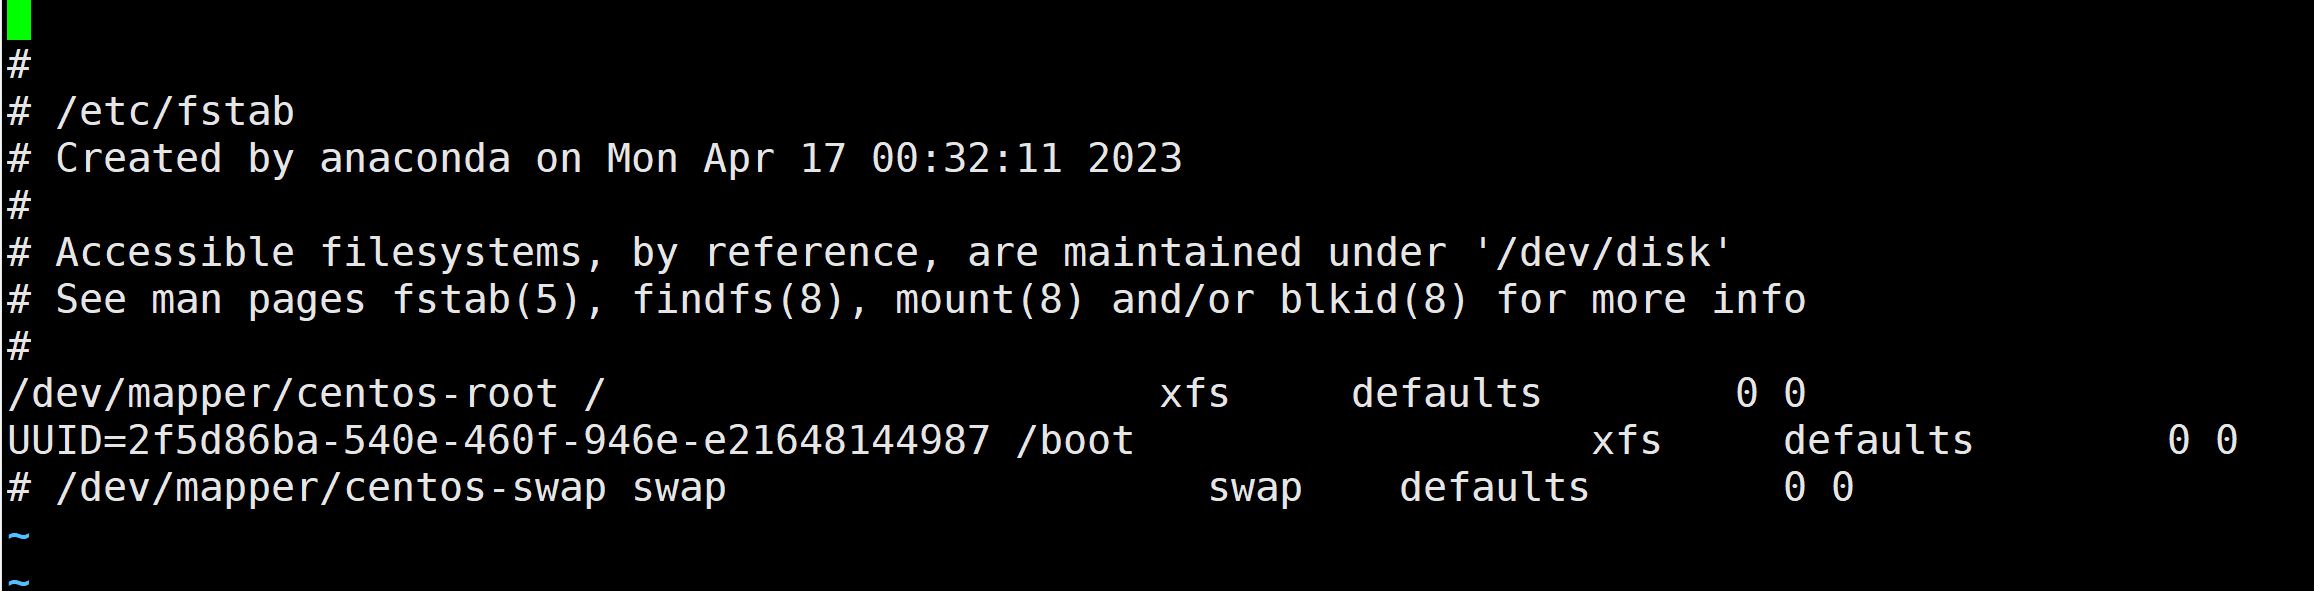 #
# /etc/fstab
# Created by anaconda on Mon Apr 17 00:32:11 2023
#
# Accessible filesystems, by reference, are maintained under '/dev/disk'
# See man pages fstab(5), findfs(8), mount(8) and/or blkid(8) for more info
#
/dev/mapper/centos-root /                       xfs     defaults        0 0
UUID=2f5d86ba-540e-460f-946e-e21648144987 /boot                   xfs     defaults        0 0
# /dev/mapper/centos-swap swap                    swap    defaults        0 0
~
~